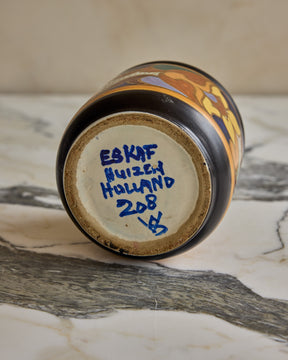 ESKAF
HUIZEN
HOLLAND
208